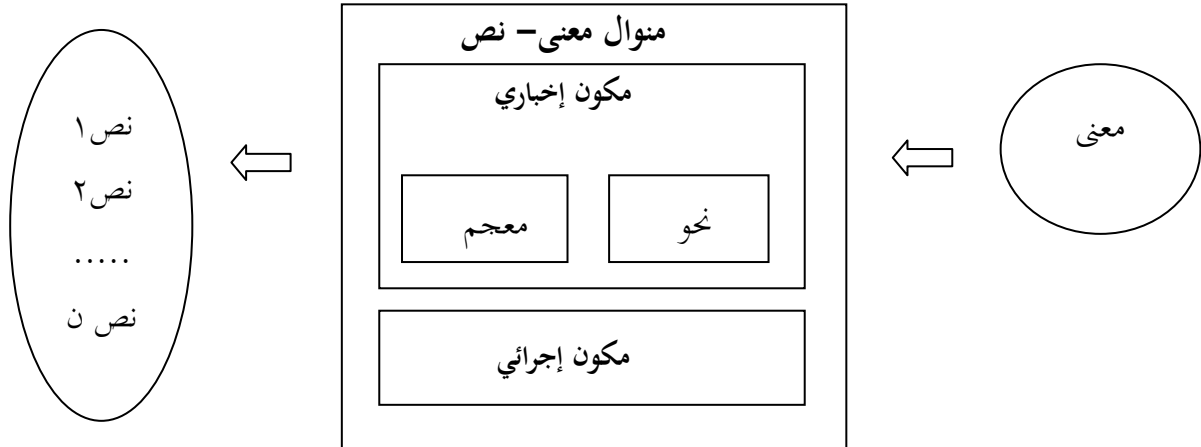 منوال معنى– نص
مكون إخباري
معنى
نص١
نص٢
.....
نص ن
نحو
معجم
مكون إجرائي